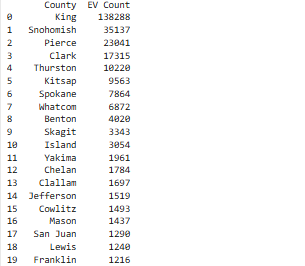 County EV Count
0 King 138288
1 Snohomish 35137
2 Pierce 23041
3 Clark 17315
4 Thurston 10220
5 Kitsap 9563
6 Spokane 7864
7 Whatcom 6872
8 Benton 4020
9 Skagit 3343
10 Island 3054
11 Yakima 1961
12 Chelan 1784
13 Clallam 1697
14 Jefferson 1519
15 Cowlitz 1493
16 Mason 1437
17 San Juan 1290
18 Lewis 1240
19 Franklin 1216